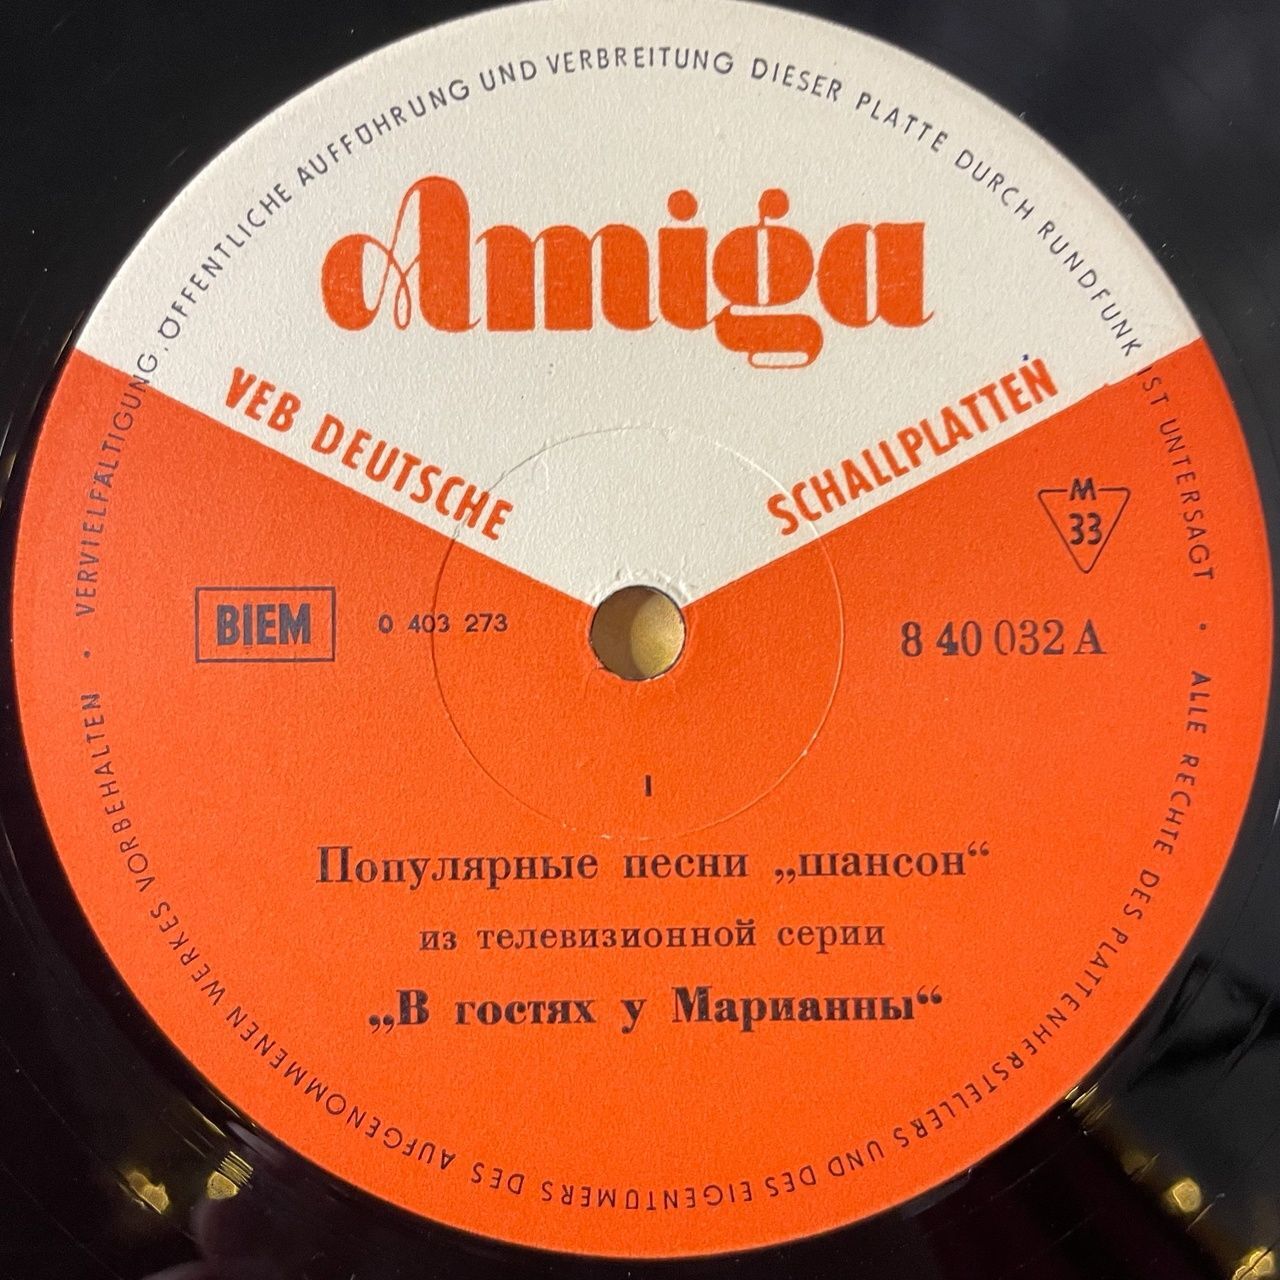 VERVIELFÄLTIGUNG, ÖFFENTLICHE AUFFÜHRUNG UND VERBREITUNG DIESER PLATTE DURCH RUNDFUNK IST UNTERSAGT •
Amiga
VEB DEUTSCHE SCHALLPLATTEN
M
33
BIEM
0 403 273
8 40 032 A
I
Популярные песни „шансон“
из телевизионной серии
„В гостях у Марианны“
ALLE RECHTE DES PLATTENHERSTELLERS UND DES EIGENTÜMERS DES AUFGENOMMENEN WERKES VORBEHALTEN •